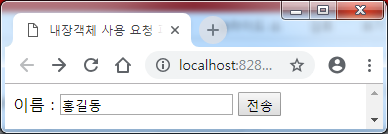 내장객체 사용 요청
localhost:828...
이름 : 홍길동 전송